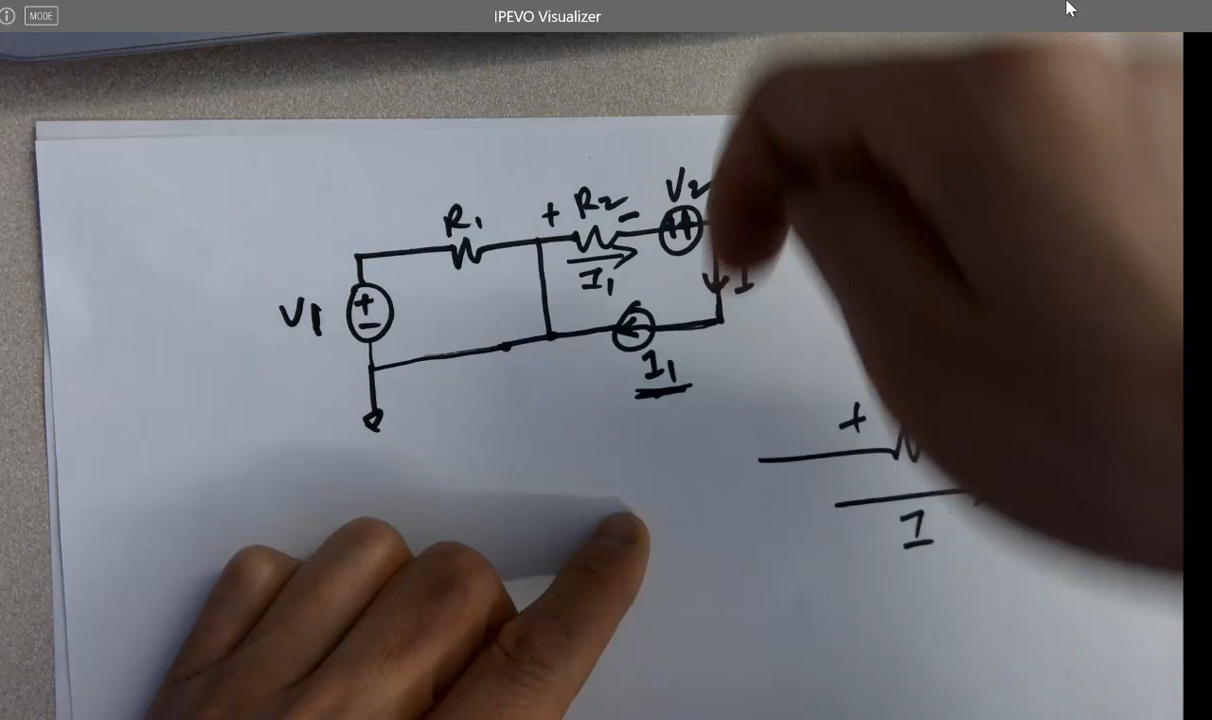 MODE
IPEVO Visualizer
R1
+ R2 -
V2
V1
+
-
I1
I
I1
+
I